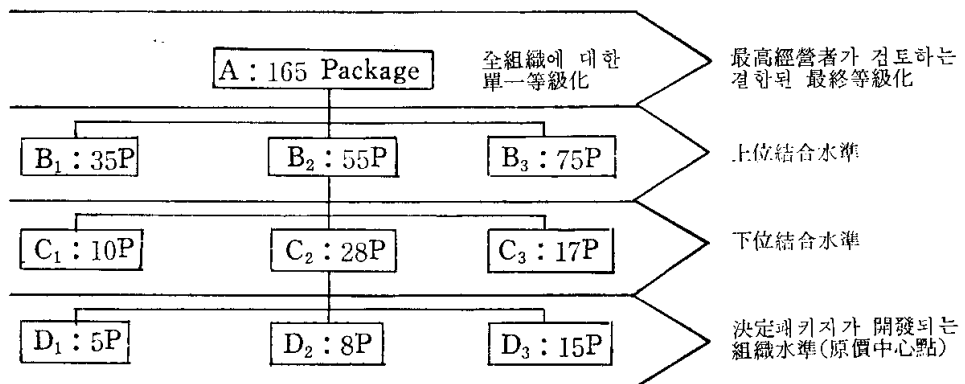 A : 165 Package
全組織에 대한
單一等級化
最高經營者가 검토하는
결합된 最終等級化
B₁ : 35P
B₂ : 55P
B₃ : 75P
上位結合水準
C₁ : 10P
C₂ : 28P
C₃ : 17P
下位結合水準
D₁ : 5P
D₂ : 8P
D₃ : 15P
決定패키지가 開發되는
組織水準(原價中心點)